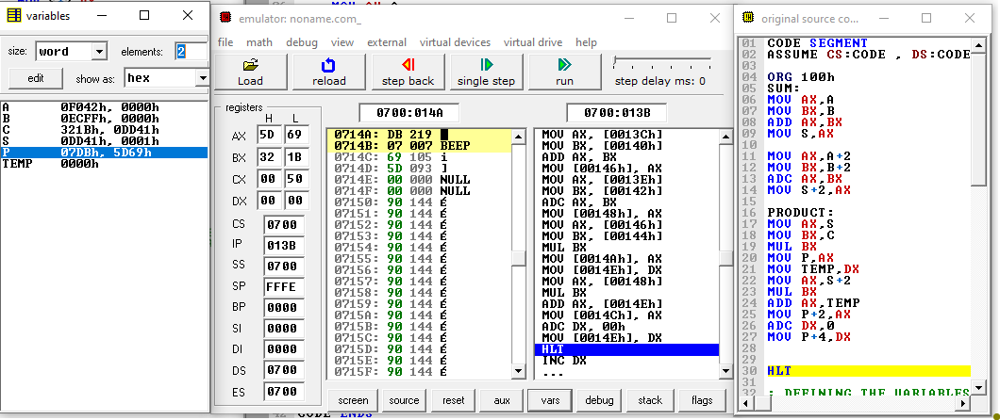 variables
size: word elements: 2
edit show as: hex
A 0F042h, 0000h
B 0ECFFh, 0000h
C 321Bh, 0DD41h
S 0DD41h, 0001h
P 07DBh, 5D69h
TEMP 0000h
emulator: noname.com_
file math debug view external virtual devices virtual drive help
Load reload step back single step run step delay ms: 0
registers
H L
AX 5D 69
BX 32 1B
CX 00 50
DX 00 00
CS 0700
IP 013B
SS 0700
SP FFFE
BP 0000
SI 0000
DI 0000
DS 0700
ES 0700
0700:014A
0714A: DB 219 █
0714B: 07 007 BEEP
0714C: 69 105 i
0714D: 5D 093 ]
0714E: 00 000 NULL
0714F: 00 000 NULL
07150: 90 144 É
07151: 90 144 É
07152: 90 144 É
07153: 90 144 É
07154: 90 144 É
07155: 90 144 É
07156: 90 144 É
07157: 90 144 É
07158: 90 144 É
07159: 90 144 É
0715A: 90 144 É
0715B: 90 144 É
0715C: 90 144 É
0715D: 90 144 É
0715E: 90 144 É
0715F: 90 144 É
0700:013B
MOV AX, [0013Ch]
MOV BX, [00140h]
ADD AX, BX
MOV [00146h], AX
MOV AX, [0013Eh]
MOV BX, [00142h]
ADC AX, BX
MOV [00148h], AX
MOV AX, [00146h]
MOV BX, [00144h]
MUL BX
MOV [0014Ah], AX
MOV [0014Eh], DX
MOV AX, [00148h]
MUL BX
ADD AX, [0014Eh]
MOV [0014Ch], AX
ADC DX, 00h
MOV [0014Eh], DX
HLT
INC DX
...
screen source reset aux vars debug stack flags
original source co...
01 CODE SEGMENT
02 ASSUME CS:CODE , DS:CODE
03
04 ORG 100h
05 SUM:
06 MOV AX,A
07 MOV BX,B
08 ADD AX,BX
09 MOV S,AX
10
11 MOV AX,A+2
12 MOV BX,B+2
13 ADC AX,BX
14 MOV S+2,AX
15
16 PRODUCT:
17 MOV AX,S
18 MOV BX,C
19 MUL BX
20 MOV P,AX
21 MOV TEMP,DX
22 MOV AX,S+2
23 MUL BX
24 ADD AX,TEMP
25 MOV P+2,AX
26 ADC DX,0
27 MOV P+4,DX
28
29
30 HLT
31
32 ; DEFINING THE VARIABLES
CODE ENDS